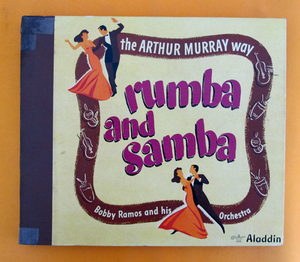 the ARTHUR MURRAY way
rumba
and
samba
Bobby Ramos and his Orchestra
Aladdin